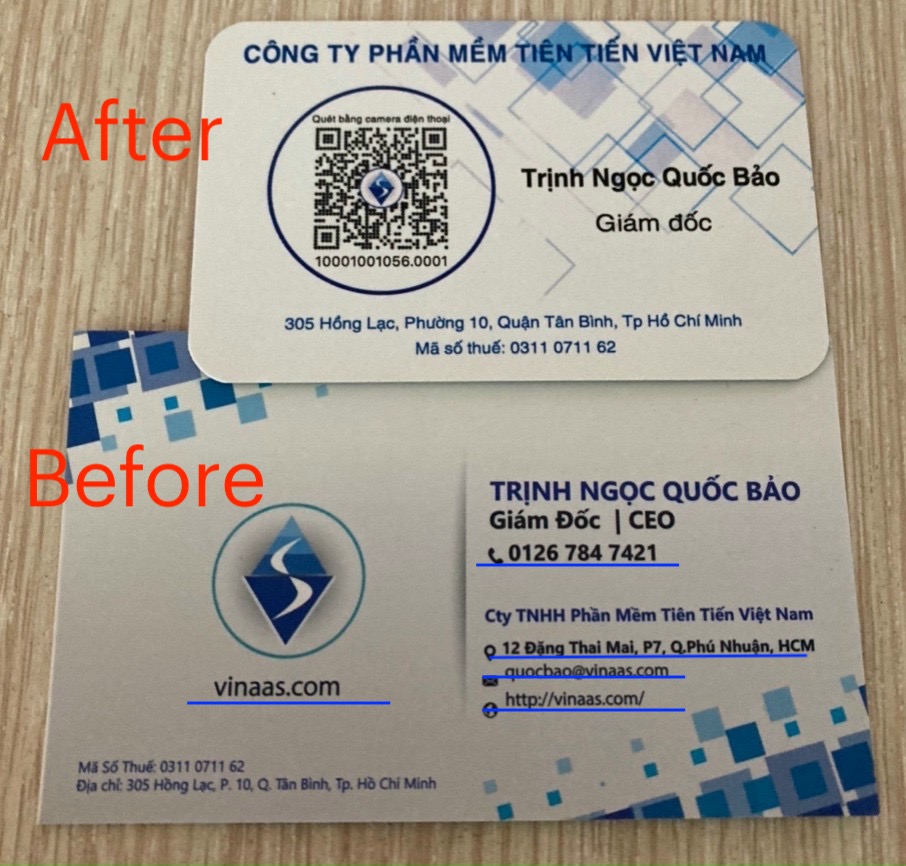 After
CÔNG TY PHẦN MỀM TIÊN TIẾN VIỆT NAM
Quét bằng camera điện thoại
10001001056.0001
Trịnh Ngọc Quốc Bảo
Giám đốc
305 Hồng Lạc, Phường 10, Quận Tân Bình, Tp Hồ Chí Minh
Mã số thuế: 0311 0711 62
Before
vinaas.com
TRỊNH NGỌC QUỐC BẢO
Giám Đốc | CEO
0126 784 7421
Cty TNHH Phần Mềm Tiên Tiến Việt Nam
12 Đặng Thai Mai, P7, Q.Phú Nhuận, HCM
quocbao@vinaas.com
http://vinaas.com/
Mã Số Thuế: 0311 0711 62
Địa chỉ: 305 Hồng Lạc, P. 10, Q. Tân Bình, Tp. Hồ Chí Minh